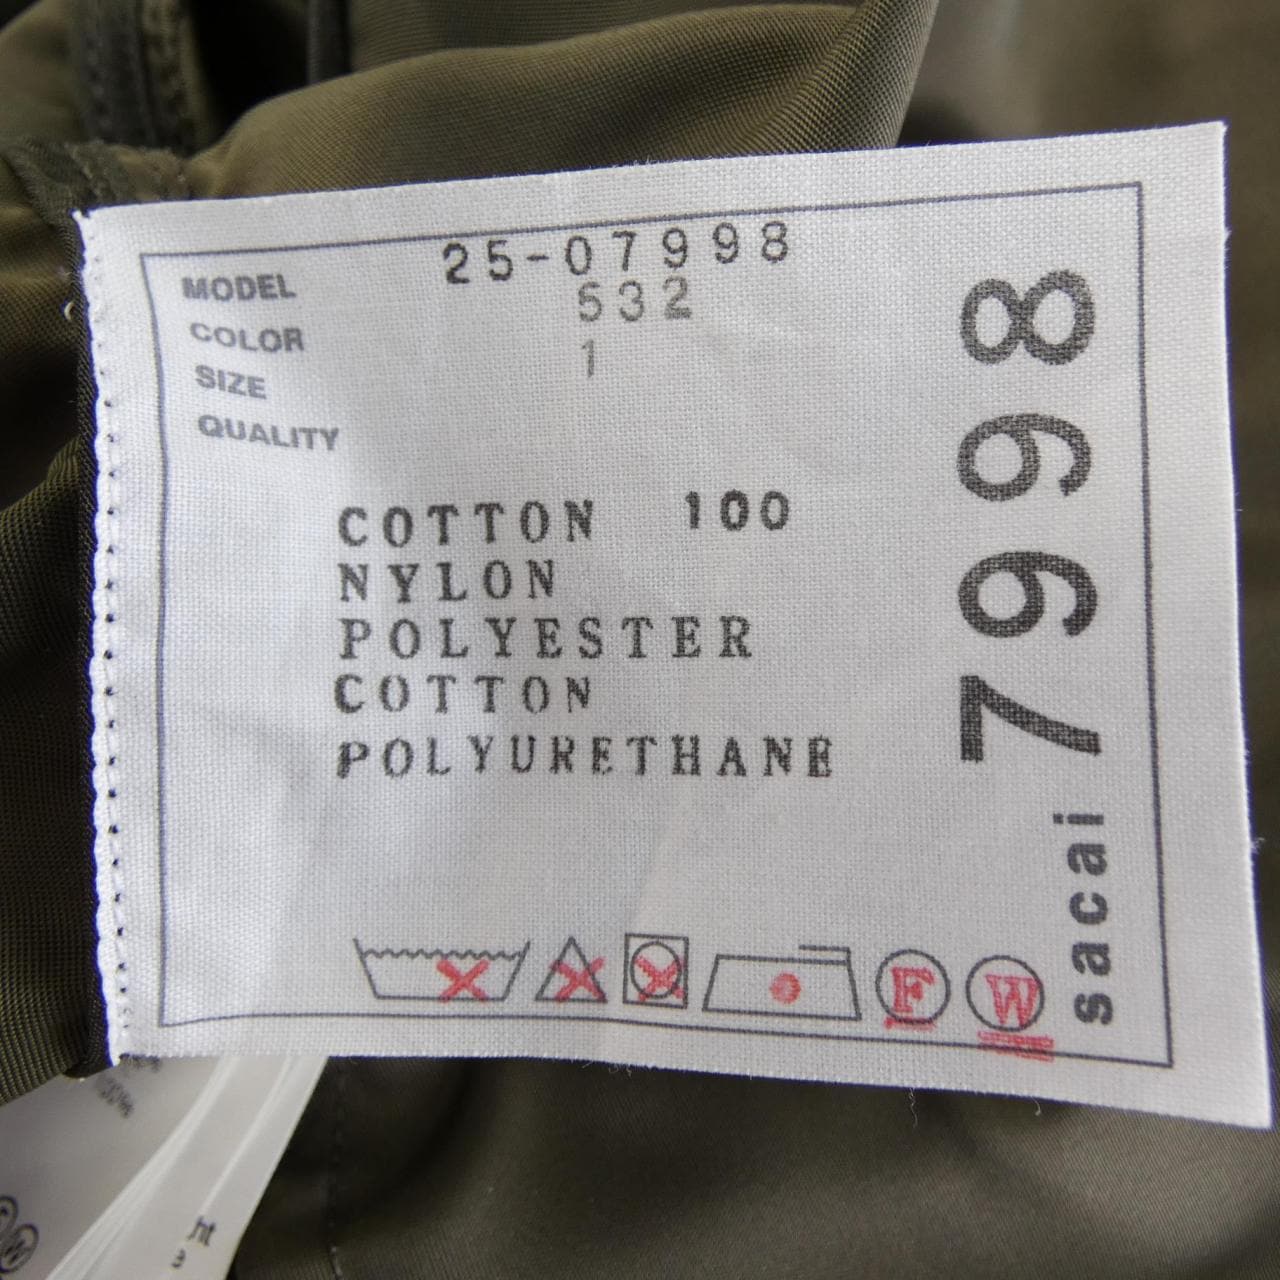 MODEL 25-07998
COLOR 532
SIZE 1
QUALITY
COTTON 100
NYLON
POLYESTER
COTTON
POLYURETHANE
F
W
sacai 7998